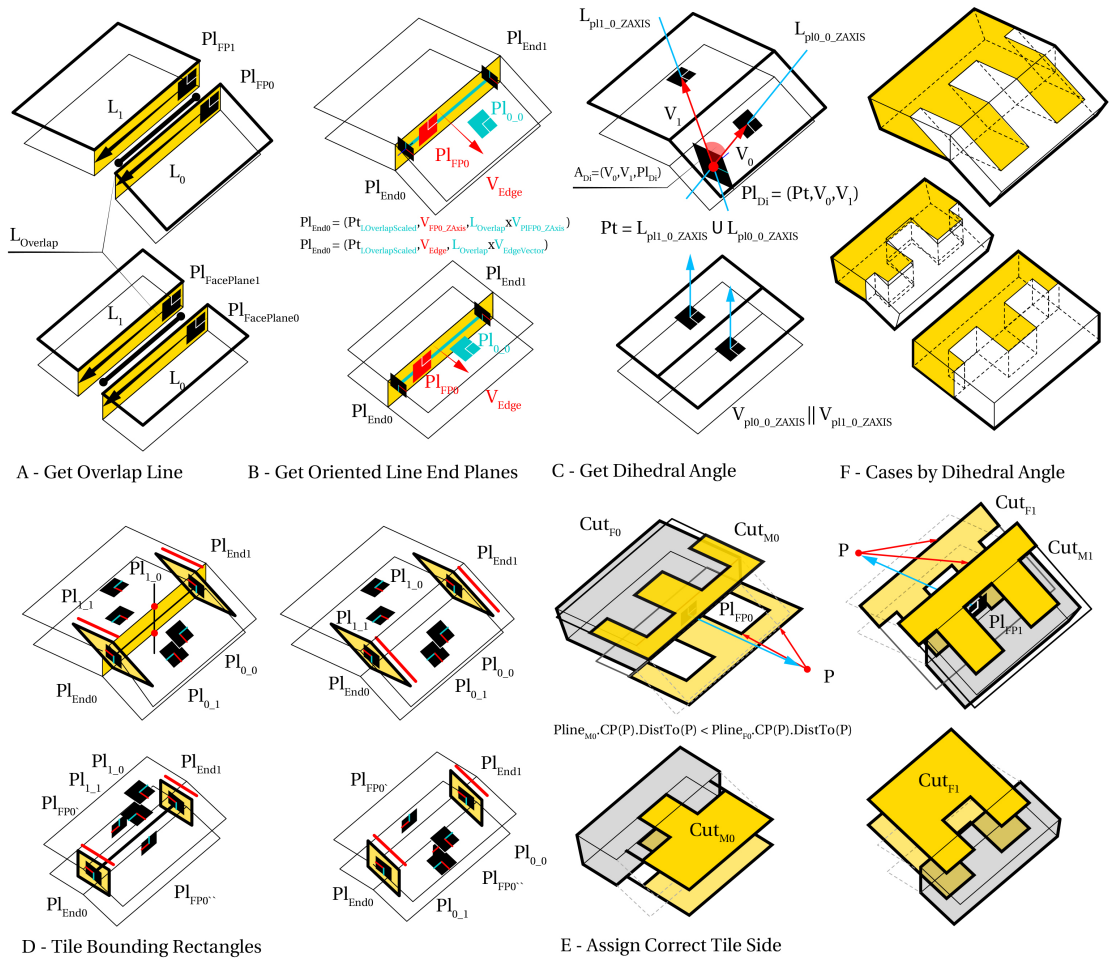 Pl_FP1
Pl_FP0
L_1
L_0
L_Overlap
Pl_FacePlane1
Pl_FacePlane0
L_1
L_0
A - Get Overlap Line
Pl_End1
Pl_0_0
Pl_FP0
Pl_End0
V_Edge
Pl_End0 = (Pt_LOverlapScaled, V_FP0_ZAxis, L_Overlap x V_PlFP0_ZAxis)
Pl_End0 = (Pt_LOverlapScaled, V_Edge, L_Overlap x V_EdgeVector)
Pl_End1
Pl_0_0
Pl_FP0
V_Edge
Pl_End0
B - Get Oriented Line End Planes
L_pl1_0_ZAXIS
L_pl0_0_ZAXIS
V_1
V_0
A_Di=(V_0,V_1,Pl_Di)
Pl_Di= (Pt,V_0,V_1)
Pt = L_pl1_0_ZAXIS U L_pl0_0_ZAXIS
V_pl0_0_ZAXIS || V_pl1_0_ZAXIS
C - Get Dihedral Angle
F - Cases by Dihedral Angle
Pl_End1
Pl_1_0
Pl_1_1
Pl_0_0
Pl_End0
Pl_0_1
Pl_End1
Pl_1_0
Pl_1_1
Pl_0_0
Pl_End0
Pl_0_1
Pl_1_0
Pl_End1
Pl_1_1
Pl_FP0`
Pl_End0
Pl_FP0``
Pl_End1
Pl_FP0`
Pl_0_0
Pl_FP0``
Pl_End0
Pl_0_1
D - Tile Bounding Rectangles
Cut_F0
Cut_M0
Pl_FP0
P
Cut_F1
P
Cut_M1
Pl_FP1
Pline_M0.CP(P).DistTo(P) < Pline_F0.CP(P).DistTo(P)
Cut_M0
Cut_F1
E - Assign Correct Tile Side